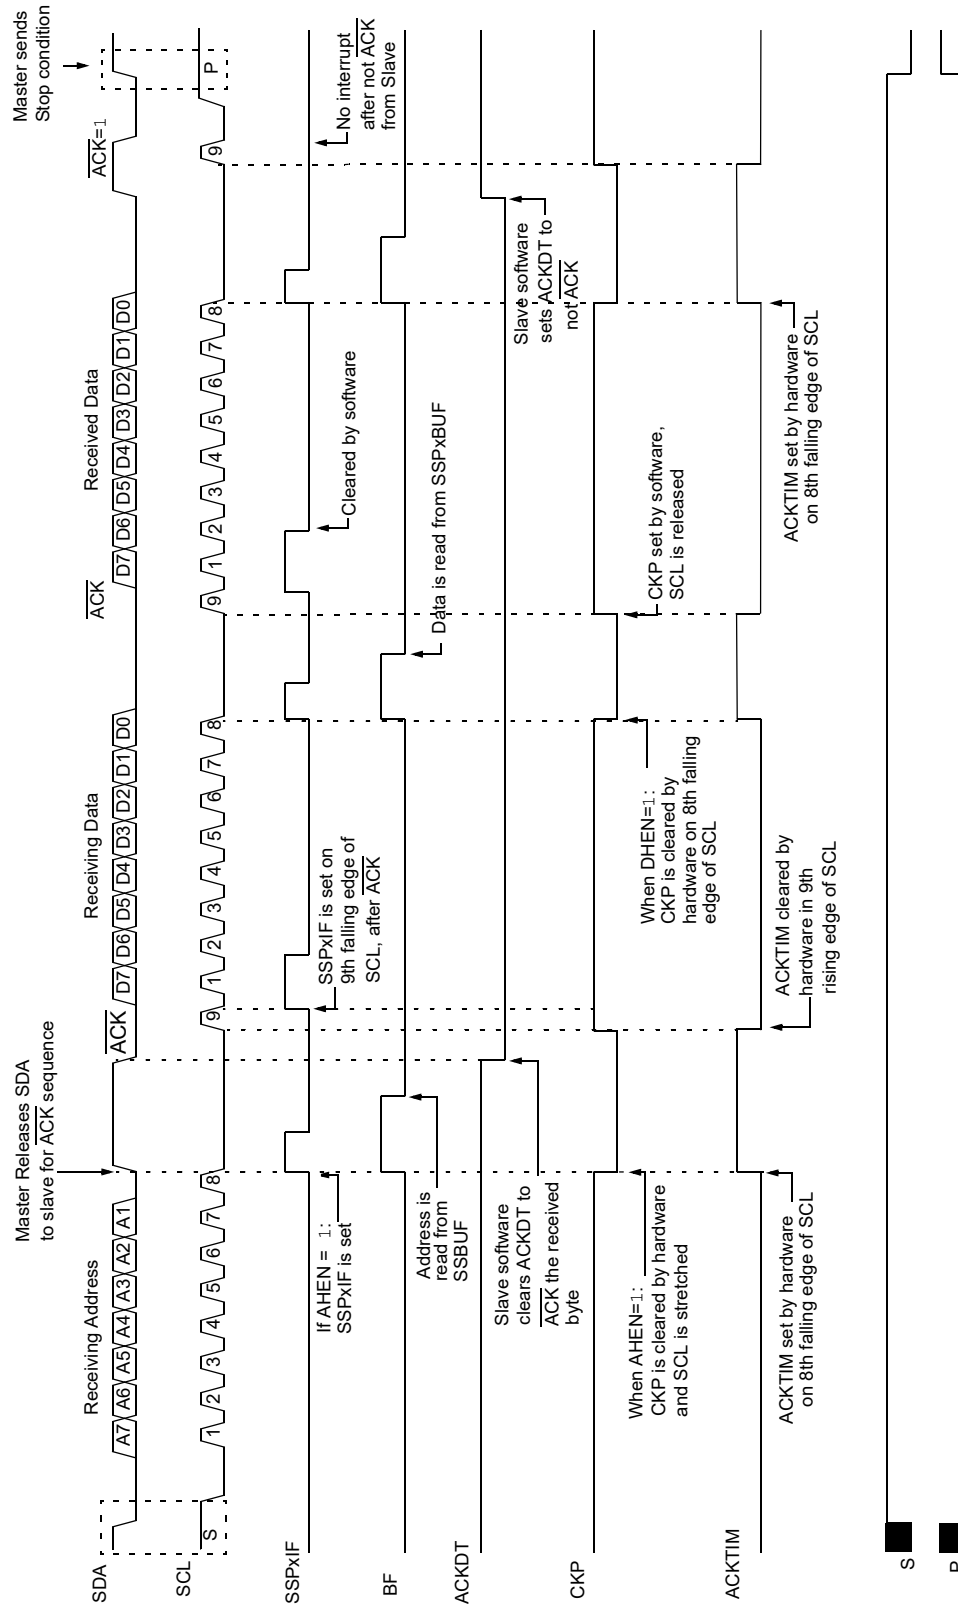 Master Releases SDA
to slave for ACK sequence
Master sends
Stop condition
Receiving Address
Receiving Data
Received Data
ACK
ACK
ACK=1
SDA
A7 A6 A5 A4 A3 A2 A1
D7 D6 D5 D4 D3 D2 D1 D0
D7 D6 D5 D4 D3 D2 D1 D0
SCL
S
1 2 3 4 5 6 7 8
9 1 2 3 4 5 6 7 8
9 1 2 3 4 5 6 7 8
9
P
SSPxIF
If AHEN = 1:
SSPxIF is set
SSPxIF is set on
9th falling edge of
SCL, after ACK
Cleared by software
No interrupt
after not ACK
from Slave
BF
Address is
read from
SSBUF
Data is read from SSPxBUF
ACKDT
Slave software
clears ACKDT to
ACK the received
byte
Slave software
sets ACKDT to
not ACK
CKP
When AHEN=1:
CKP is cleared by hardware
and SCL is stretched
When DHEN=1:
CKP is cleared by
hardware on 8th falling
edge of SCL
CKP set by software,
SCL is released
ACKTIM
ACKTIM set by hardware
on 8th falling edge of SCL
ACKTIM cleared by
hardware in 9th
rising edge of SCL
ACKTIM set by hardware
on 8th falling edge of SCL
S
P